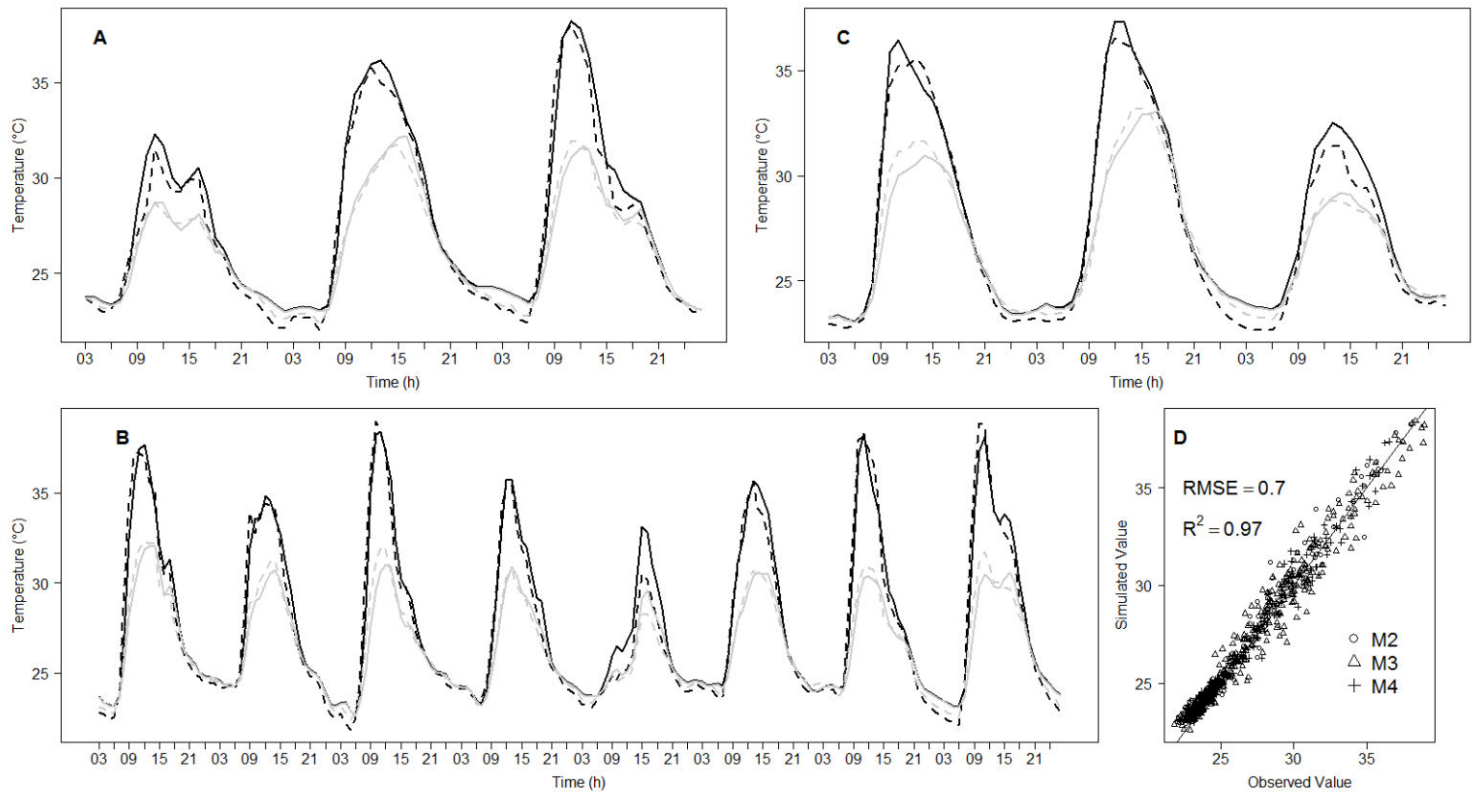 A
Temperature (°C)
35
30
25
03 09 15 21 03 09 15 21 03 09 15 21
Time (h)
C
Temperature (°C)
35
30
25
03 09 15 21 03 09 15 21 03 09 15 21
Time (h)
B
Temperature (°C)
35
30
25
03 09 15 21 03 09 15 21 03 09 15 21 03 09 15 21 03 09 15 21 03 09 15 21 03 09 15 21 03 09 15 21
Time (h)
D
RMSE = 0.7
R² = 0.97
M2
M3
M4
Simulated Value
35
30
25
25 30 35
Observed Value